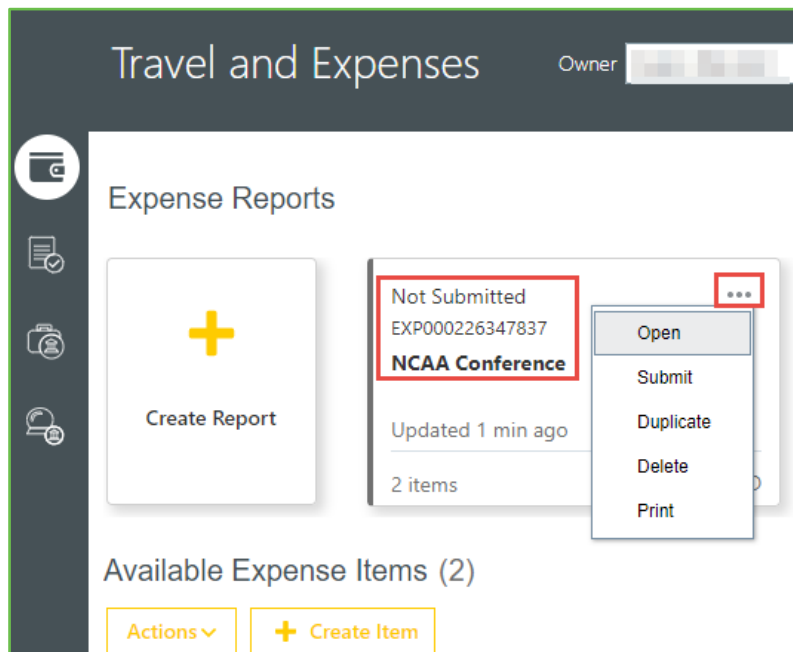 Travel and Expenses
Owner
Expense Reports
Create Report
Not Submitted
EXP000226347837
NCAA Conference
Updated 1 min ago
2 items
Open
Submit
Duplicate
Delete
Print
Available Expense Items (2)
Actions
Create Item